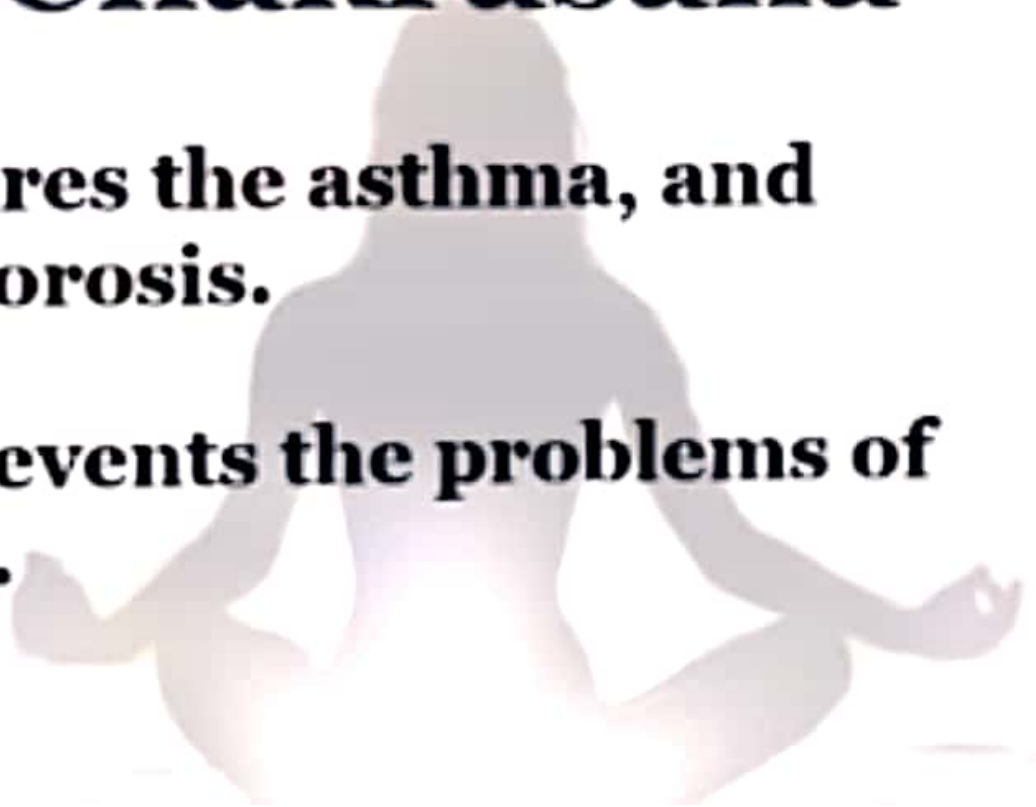 res the asthma, and
orosis.
events the problems of
.